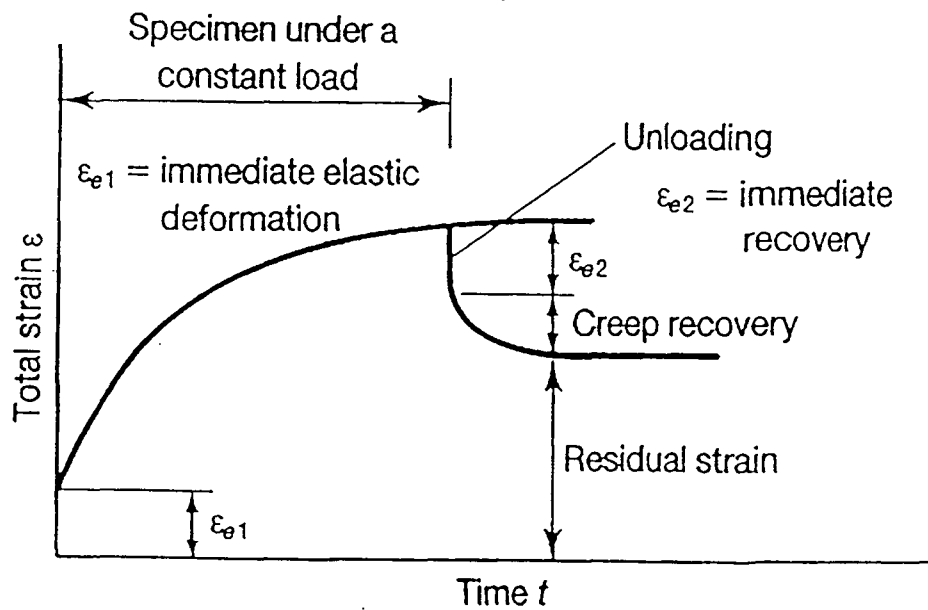 Specimen under a
constant load
Unloading
εe1 = immediate elastic
deformation
εe2 = immediate
recovery
εe2
Creep recovery
Residual strain
εe1
Total strain ε
Time t